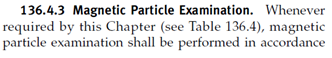 136.4.3 Magnetic Particle Examination. Whenever
required by this Chapter (see Table 136.4), magnetic
particle examination shall be performed in accordance